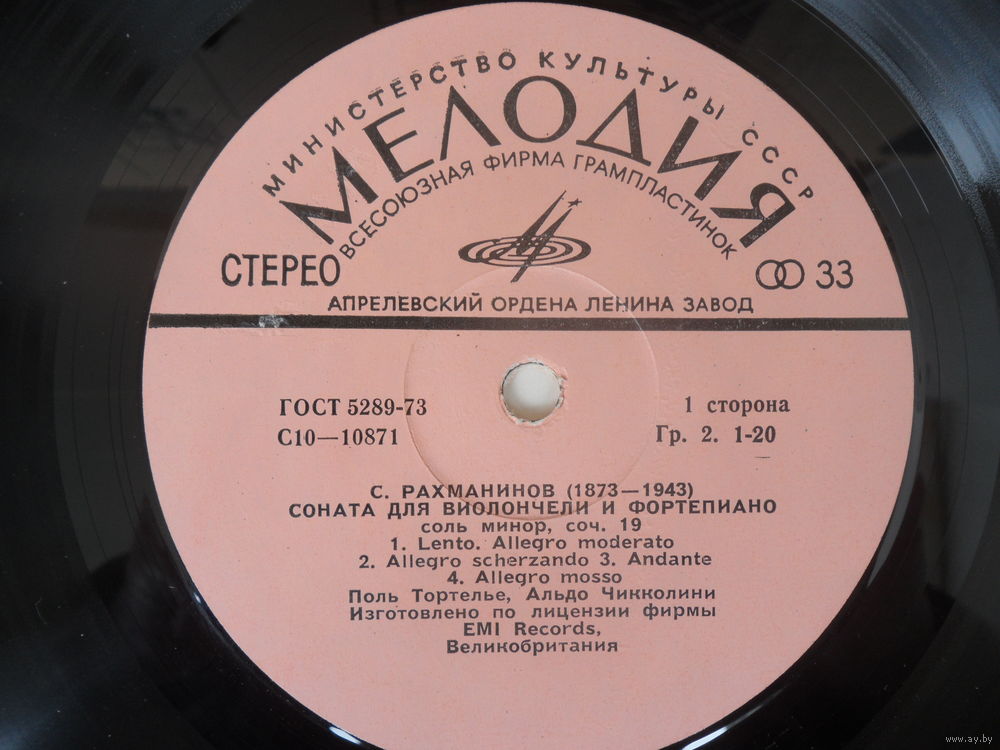 МИНИСТЕРСТВО КУЛЬТУРЫ СССР
МЕЛОДИЯ
ВСЕСОЮЗНАЯ ФИРМА ГРАМПЛАСТИНОК
СТЕРЕО
33
АПРЕЛЕВСКИЙ ОРДЕНА ЛЕНИНА ЗАВОД
ГОСТ 5289-73
1 сторона
С10—10871
Гр. 2. 1-20
С. РАХМАНИНОВ (1873—1943)
СОНАТА ДЛЯ ВИОЛОНЧЕЛИ И ФОРТЕПИАНО
соль минор, соч. 19
1. Lento. Allegro moderato
2. Allegro scherzando 3. Andante
4. Allegro mosso
Поль Тортелье, Альдо Чикколини
Изготовлено по лицензии фирмы
EMI Records,
Великобритания
www.ay.by